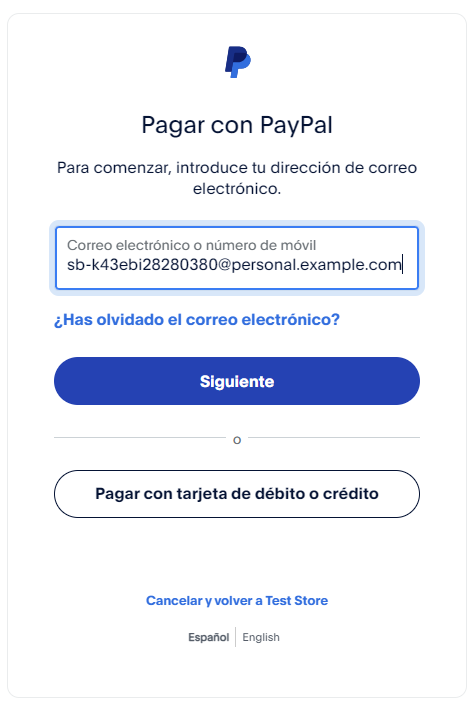 Pagar con PayPal
Para comenzar, introduce tu dirección de correo
electrónico.
Correo electrónico o número de móvil
sb-k43ebi28280380@personal.example.com
¿Has olvidado el correo electrónico?
Siguiente
o
Pagar con tarjeta de débito o crédito
Cancelar y volver a Test Store
Español English